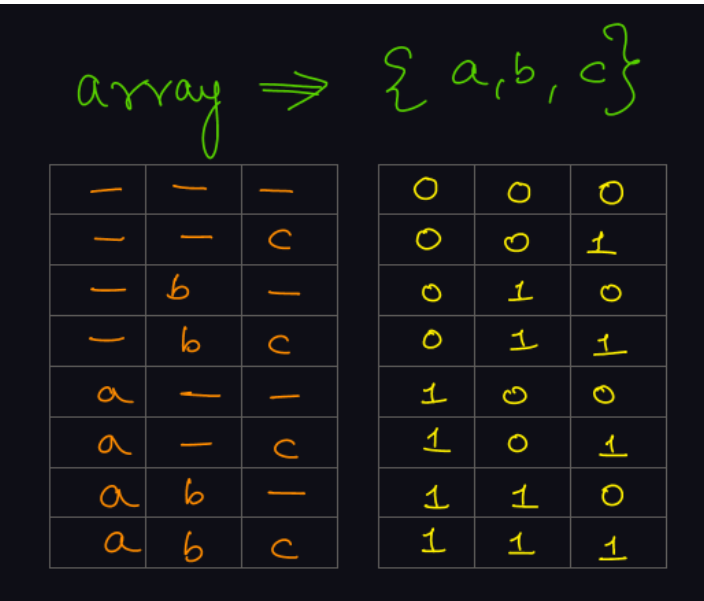 array ⇒ { a, b, c}
— — — 0 0 0
— — c 0 0 1
— b — 0 1 0
— b c 0 1 1
a — — 1 0 0
a — c 1 0 1
a b — 1 1 0
a b c 1 1 1